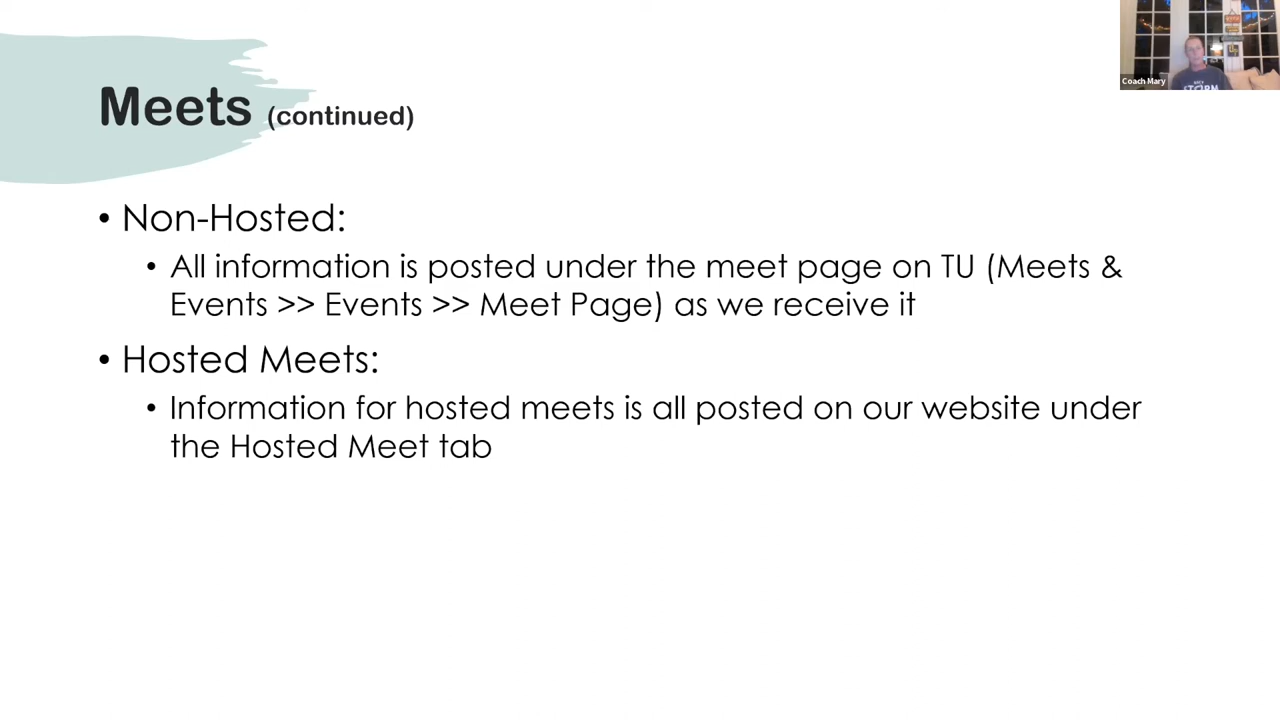 Coach Mary
STORM
Meets (continued)
• Non-Hosted:
• All information is posted under the meet page on TU (Meets &
Events >> Events >> Meet Page) as we receive it
• Hosted Meets:
• Information for hosted meets is all posted on our website under
the Hosted Meet tab